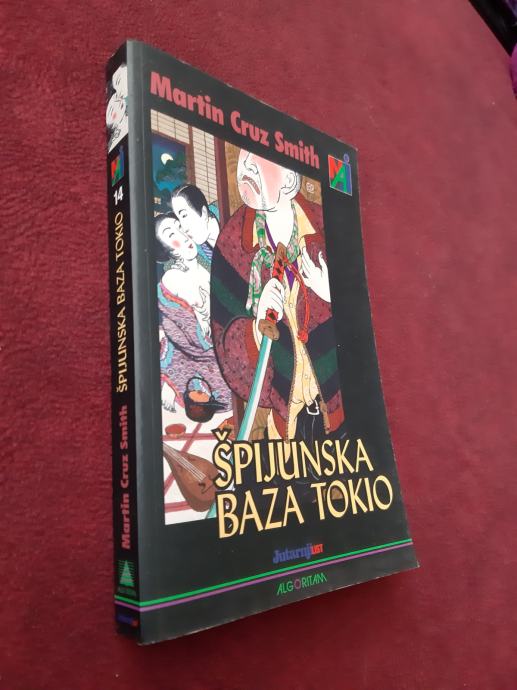 Martin Cruz Smith
ŠPIJUNSKA
BAZA TOKIO
Jutarnji LIST
ALGORITAM
14
ŠPIJUNSKA BAZA TOKIO
Martin Cruz Smith